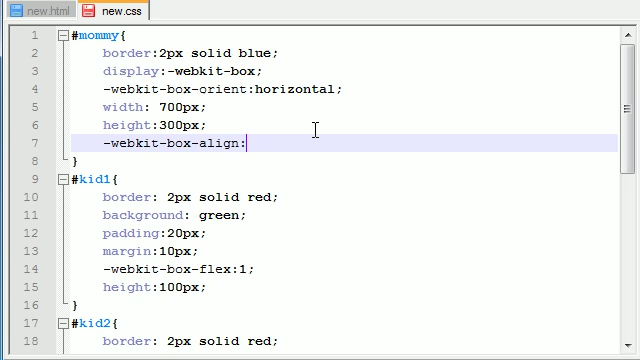 new.html new.css
1 #mommy{
2 border:2px solid blue;
3 display:-webkit-box;
4 -webkit-box-orient:horizontal;
5 width: 700px;
6 height:300px;
7 -webkit-box-align:
8 }
9 #kid1{
10 border: 2px solid red;
11 background: green;
12 padding:20px;
13 margin:10px;
14 -webkit-box-flex:1;
15 height:100px;
16 }
17 #kid2{
18 border: 2px solid red;